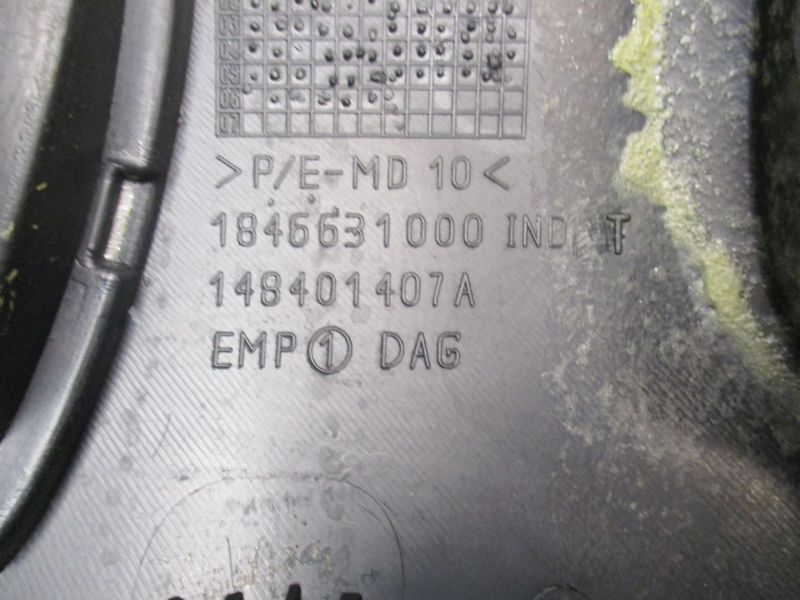 >P/E-MD 10<
1846631000 IND T
148401407A
EMP 1 DAG